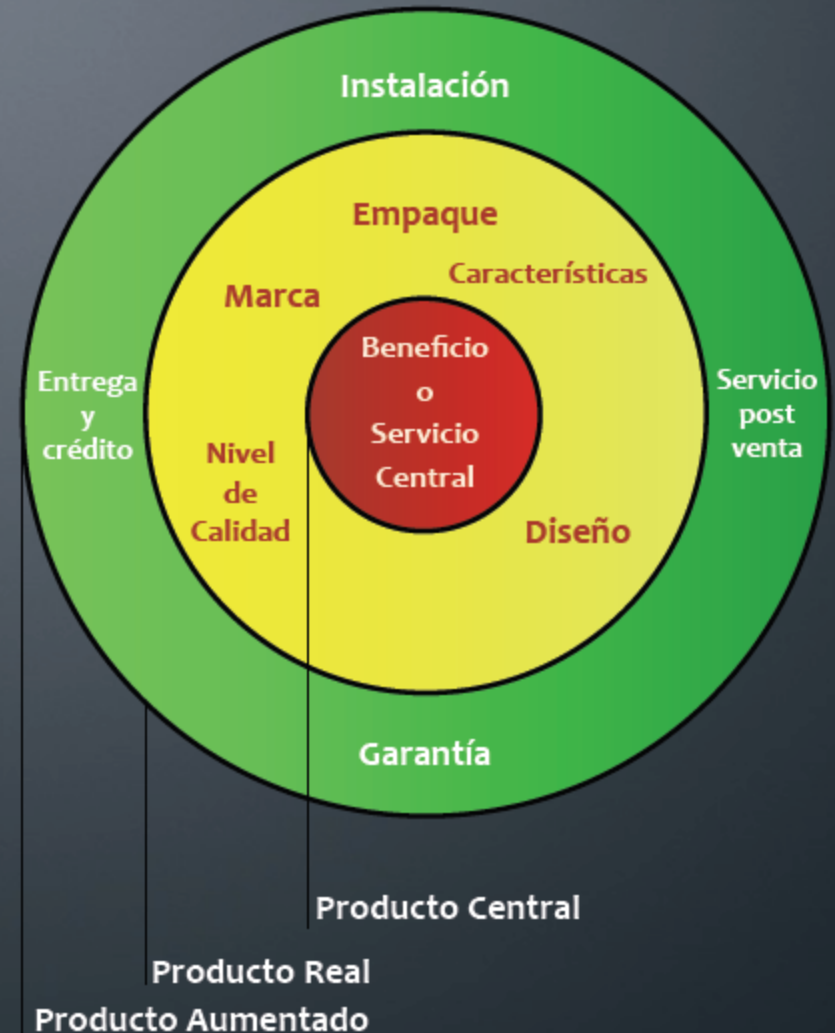 Instalación
Empaque
Características
Marca
Beneficio
o
Servicio
Central
Entrega
y
crédito
Servicio
post
venta
Nivel
de
Calidad
Diseño
Garantía
Producto Central
Producto Real
Producto Aumentado